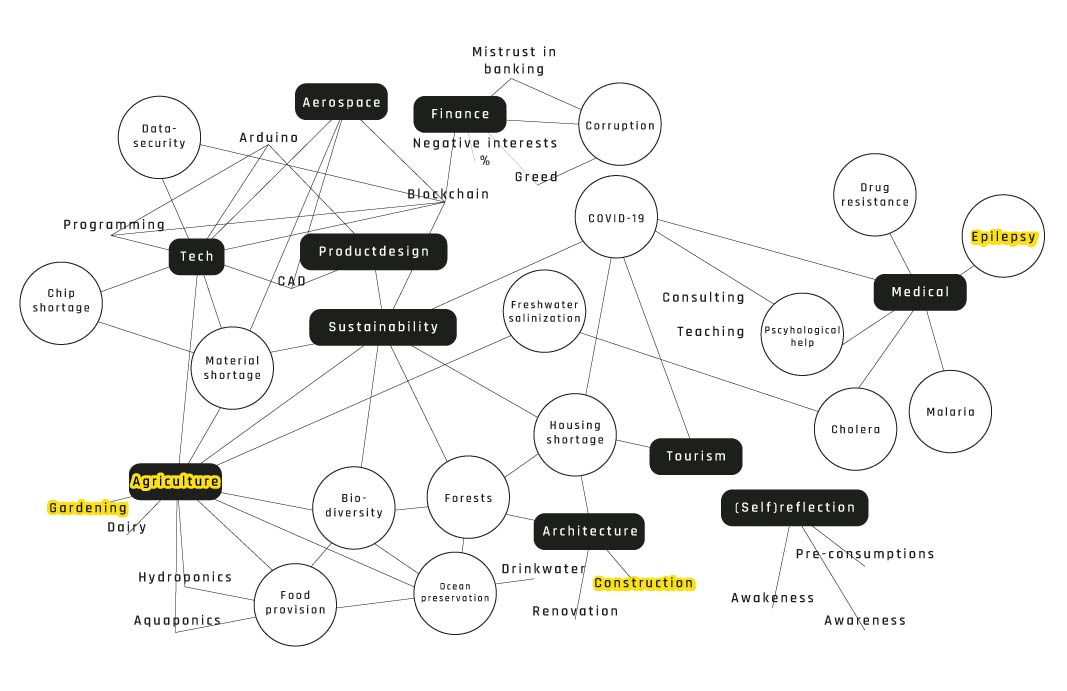 Mistrust in
banking
Aerospace
Finance
Data-
security
Arduino
Corruption
Negative interests
%
Greed
Blockchain
Drug
resistance
COVID-19
Programming
Epilepsy
Tech
Productdesign
CAD
Medical
Chip
shortage
Freshwater
salinization
Consulting
Sustainability
Teaching
Pscyhological
help
Material
shortage
Housing
shortage
Malaria
Cholera
Tourism
Agriculture
Gardening
Dairy
Bio-
diversity
Forests
(Self)reflection
Architecture
Pre-consumptions
Hydroponics
Drinkwater
Construction
Food
provision
Ocean
preservation
Awakeness
Renovation
Aquaponics
Awareness